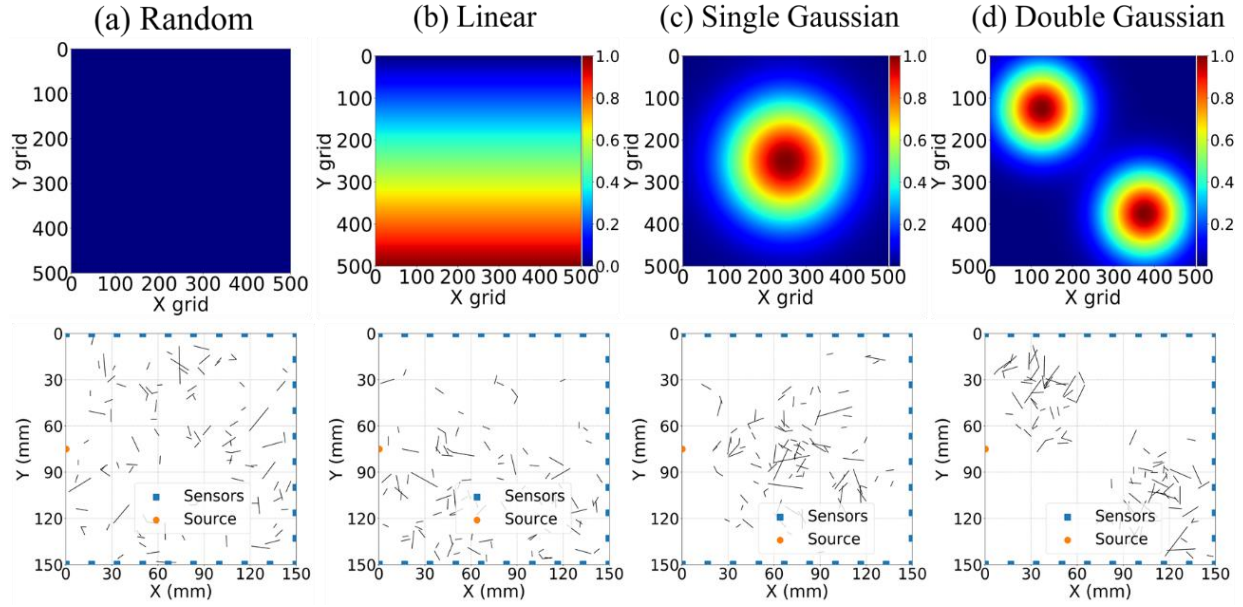 (a) Random (b) Linear (c) Single Gaussian (d) Double Gaussian
0 100 200 300 400 500
Y grid
0 100 200 300 400 500
X grid
0 100 200 300 400 500
Y grid
0 100 200 300 400 500
X grid
1.0 0.8 0.6 0.4 0.2 0.0
0 100 200 300 400 500
Y grid
0 100 200 300 400 500
X grid
1.0 0.8 0.6 0.4 0.2
0 100 200 300 400 500
Y grid
0 100 200 300 400 500
X grid
1.0 0.8 0.6 0.4 0.2
0 30 60 90 120 150
Y (mm)
Sensors
Source
0 30 60 90 120 150
X (mm)
0 30 60 90 120 150
Y (mm)
Sensors
Source
0 30 60 90 120 150
X (mm)
0 30 60 90 120 150
Y (mm)
Sensors
Source
0 30 60 90 120 150
X (mm)
0 30 60 90 120 150
Y (mm)
Sensors
Source
0 30 60 90 120 150
X (mm)